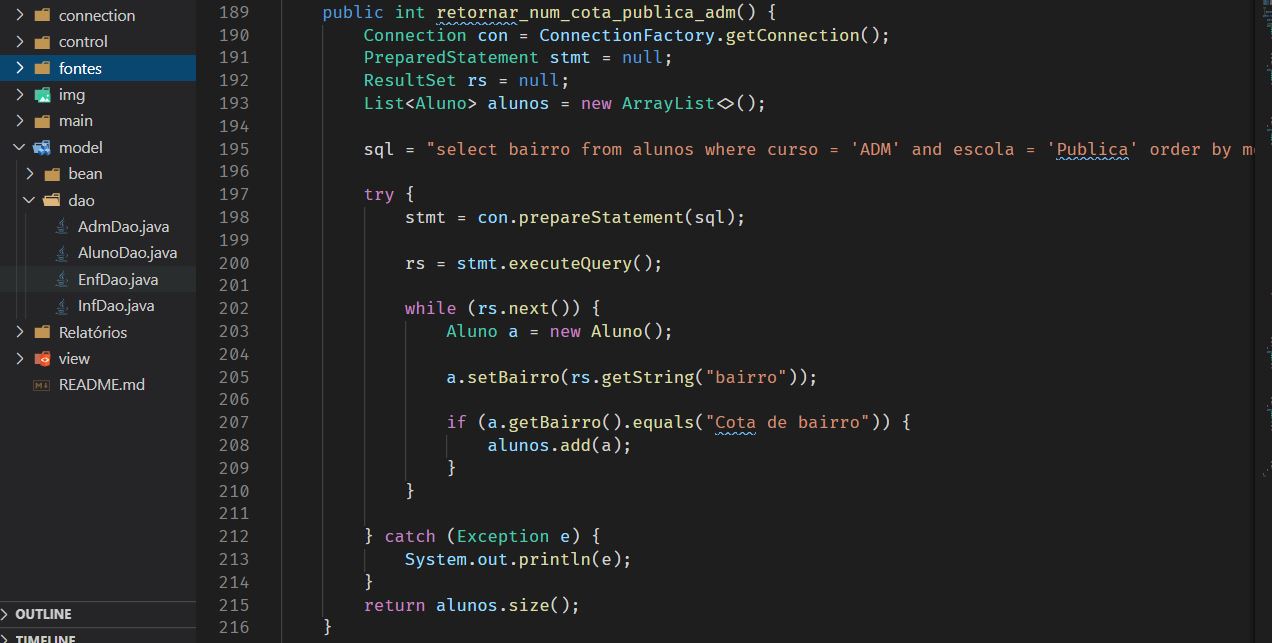 connection
control
fontes
img
main
model
bean
dao
AdmDao.java
AlunoDao.java
EnfDao.java
InfDao.java
Relatórios
view
README.md
OUTLINE
TIMELINE
189 public int retornar_num_cota_publica_adm() {
190 Connection con = ConnectionFactory.getConnection();
191 PreparedStatement stmt = null;
192 ResultSet rs = null;
193 List<Aluno> alunos = new ArrayList<>();
194
195 sql = "select bairro from alunos where curso = 'ADM' and escola = 'Publica' order by
196
197 try {
198 stmt = con.prepareStatement(sql);
199
200 rs = stmt.executeQuery();
201
202 while (rs.next()) {
203 Aluno a = new Aluno();
204
205 a.setBairro(rs.getString("bairro"));
206
207 if (a.getBairro().equals("Cota de bairro")) {
208 alunos.add(a);
209 }
210 }
211
212 } catch (Exception e) {
213 System.out.println(e);
214 }
215 return alunos.size();
216 }